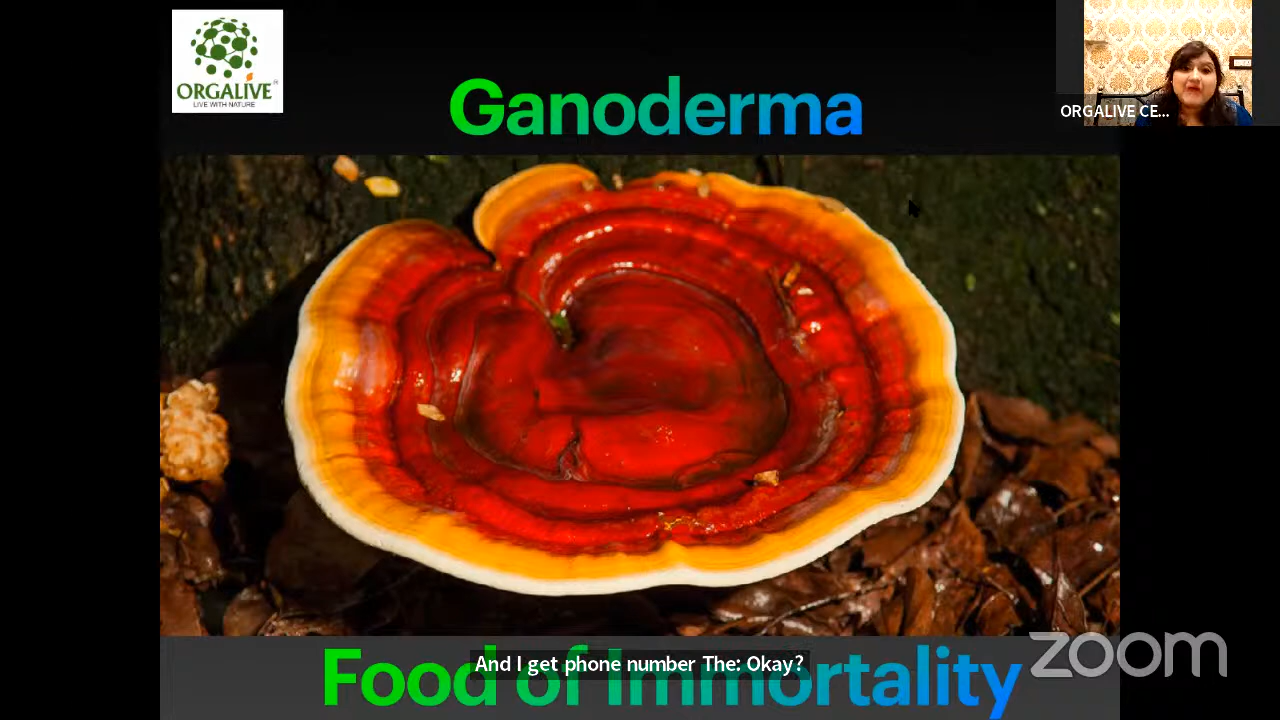 ORGALIVE
LIVE WITH NATURE
Ganoderma
ORGALIVE CE...
And I get phone number The: Okay?
Food of Immortality
zoom